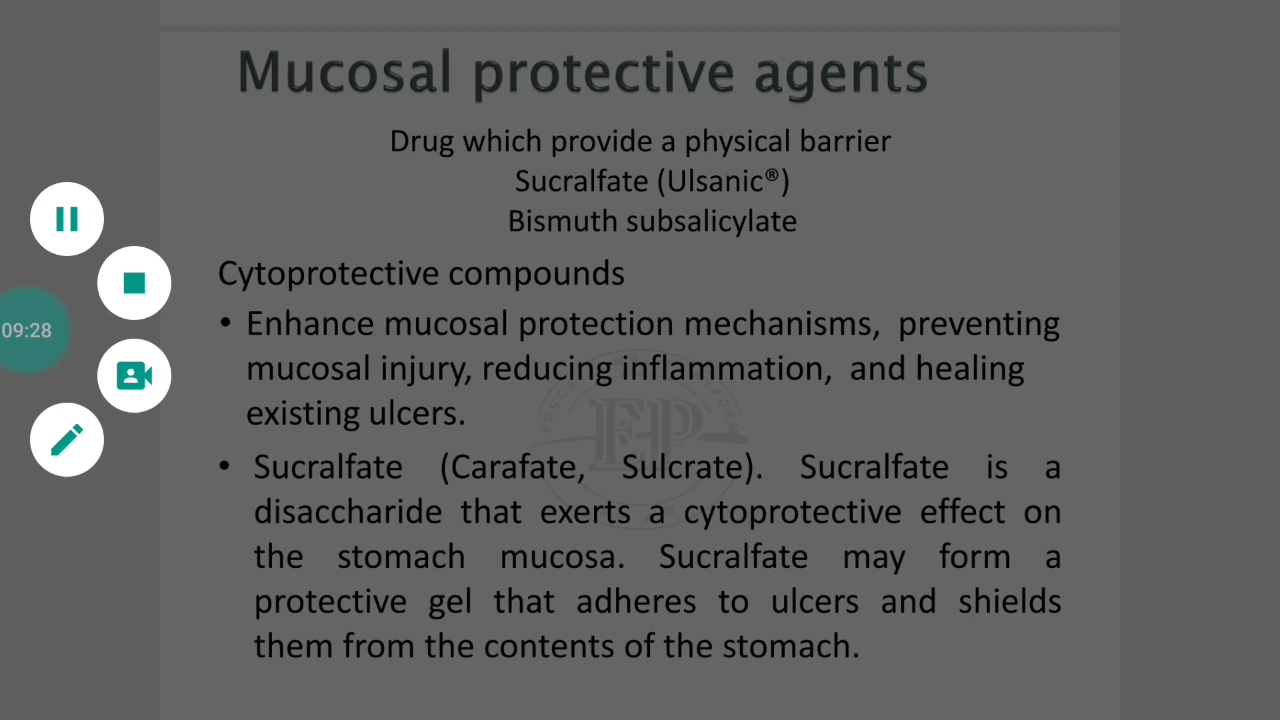 Mucosal protective agents
Drug which provide a physical barrier
Sucralfate (Ulsanic®)
Bismuth subsalicylate
Cytoprotective compounds
• Enhance mucosal protection mechanisms, preventing
mucosal injury, reducing inflammation, and healing
existing ulcers.
• Sucralfate (Carafate, Sulcrate). Sucralfate is a
disaccharide that exerts a cytoprotective effect on
the stomach mucosa. Sucralfate may form a
protective gel that adheres to ulcers and shields
them from the contents of the stomach.
09:28
EP